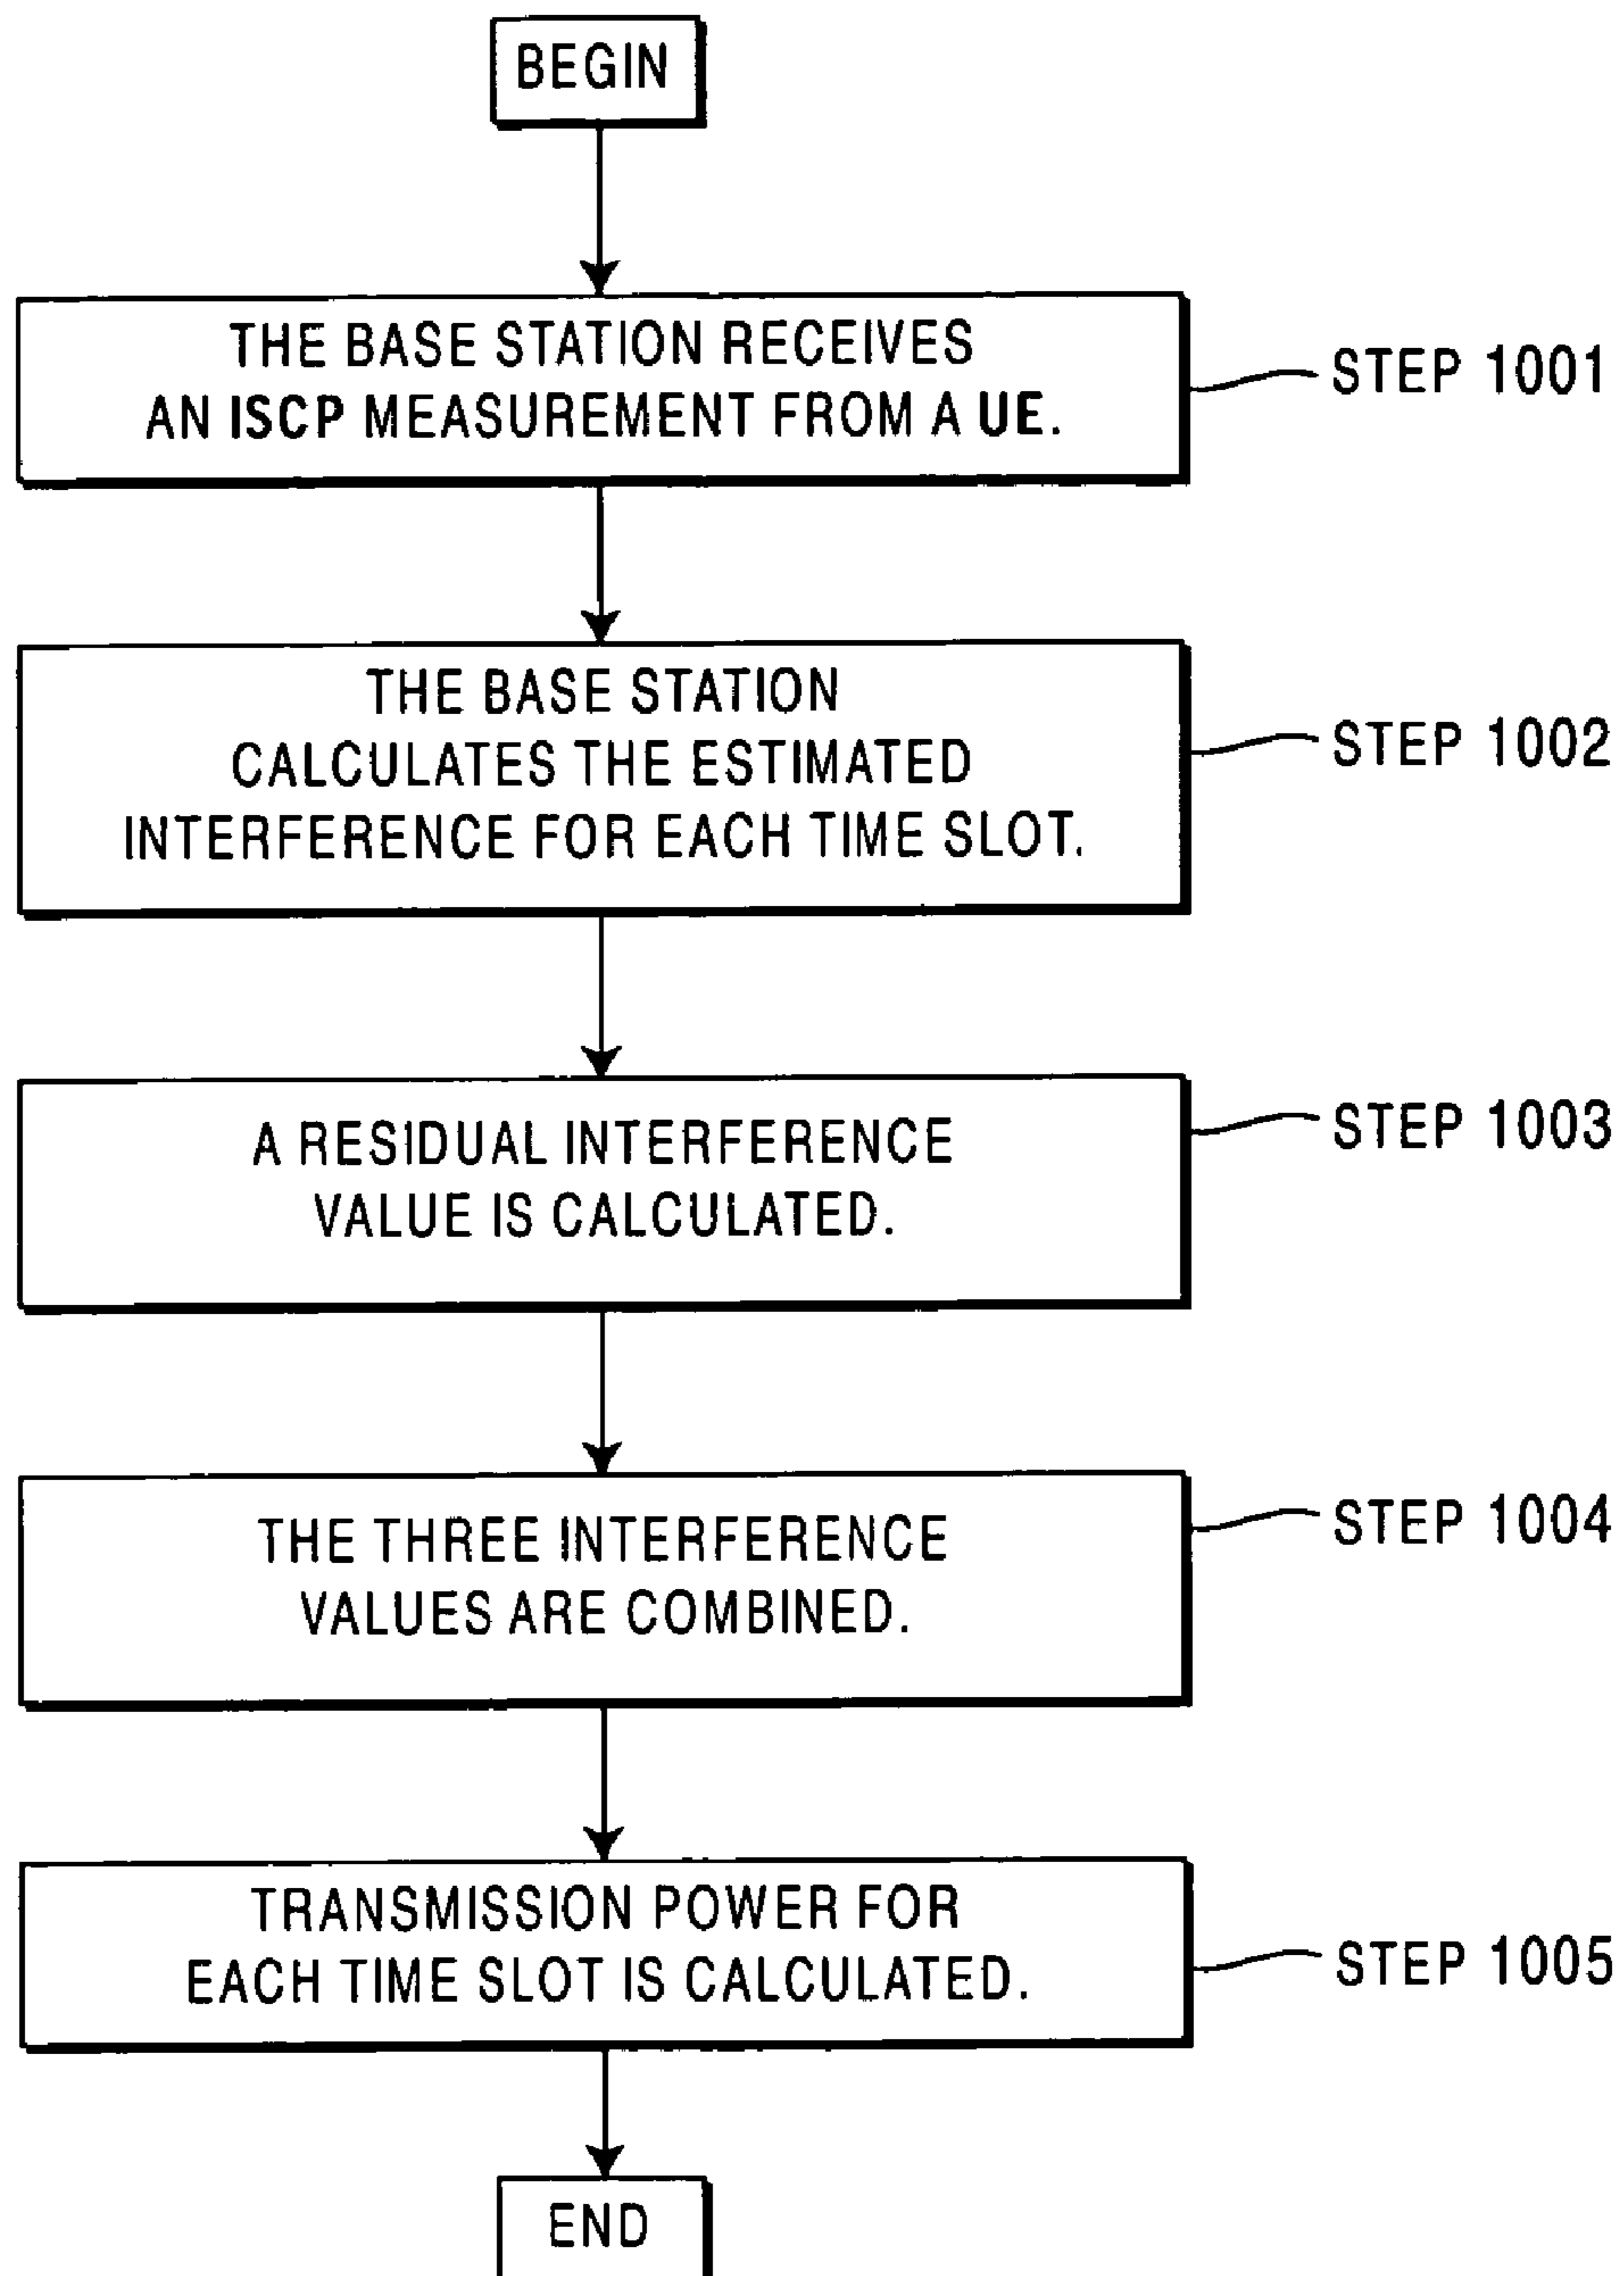 BEGIN
THE BASE STATION RECEIVES
AN ISCP MEASUREMENT FROM A UE.
STEP 1001
THE BASE STATION
CALCULATES THE ESTIMATED
INTERFERENCE FOR EACH TIME SLOT.
STEP 1002
A RESIDUAL INTERFERENCE
VALUE IS CALCULATED.
STEP 1003
THE THREE INTERFERENCE
VALUES ARE COMBINED.
STEP 1004
TRANSMISSION POWER FOR
EACH TIME SLOT IS CALCULATED.
STEP 1005
END